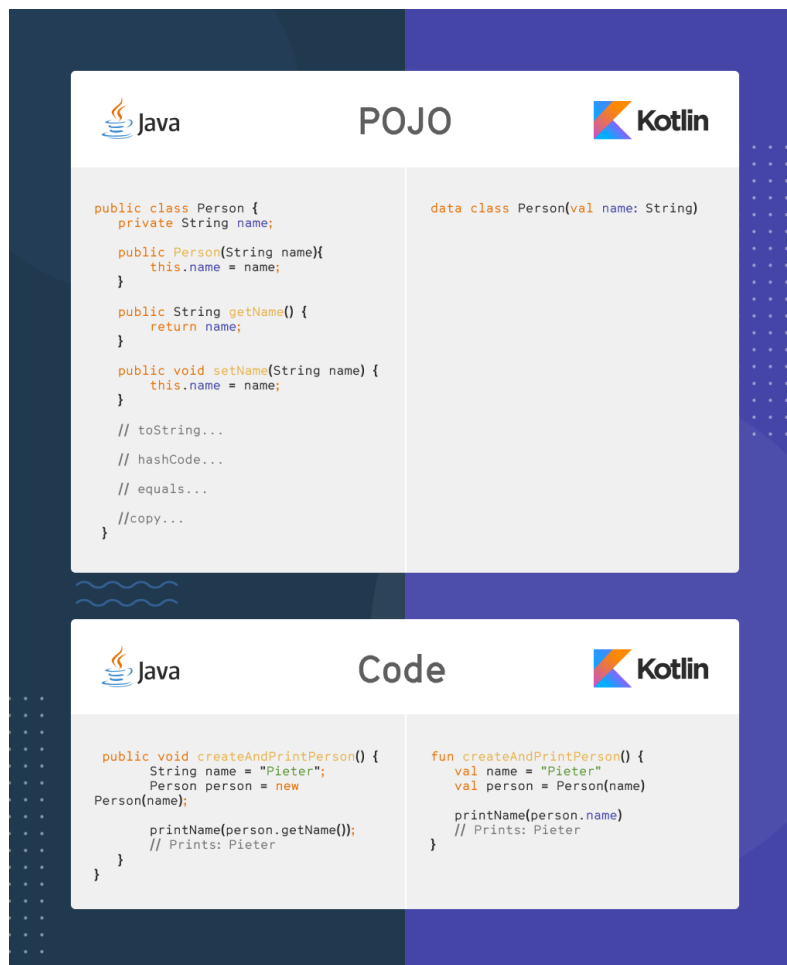 Java
POJO
Kotlin
public class Person {
private String name;
public Person(String name){
this.name = name;
}
public String getName() {
return name;
}
public void setName(String name) {
this.name = name;
}
// toString...
// hashCode...
// equals...
//copy...
}
data class Person(val name: String)
Java
Code
Kotlin
public void createAndPrintPerson() {
String name = "Pieter";
Person person = new
Person(name);
printName(person.getName());
// Prints: Pieter
}
}
fun createAndPrintPerson() {
val name = "Pieter"
val person = Person(name)
printName(person.name)
// Prints: Pieter
}